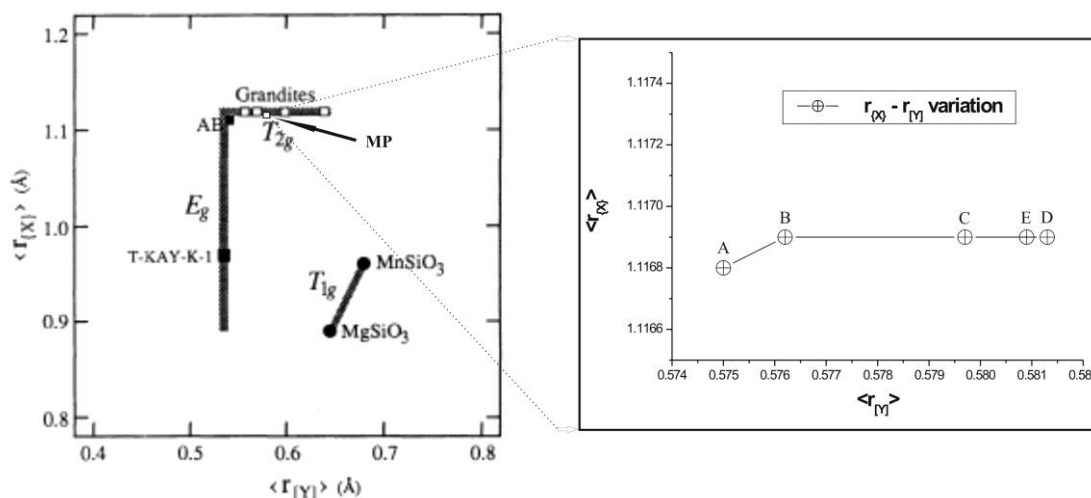 1.2
1.1
1.0
0.9
0.8
⟨r{X}⟩ (Å)
Grandites
AB
T2g
MP
Eg
T-KAY-K-1
T1g
MnSiO3
MgSiO3
0.4 0.5 0.6 0.7 0.8
⟨r[Y]⟩ (Å)
1.1174
1.1172
1.1170
1.1168
1.1166
<r{X}>
r{X} - r[Y] variation
A B C E D
0.574 0.575 0.576 0.577 0.578 0.579 0.580 0.581 0.58
<r[Y]>